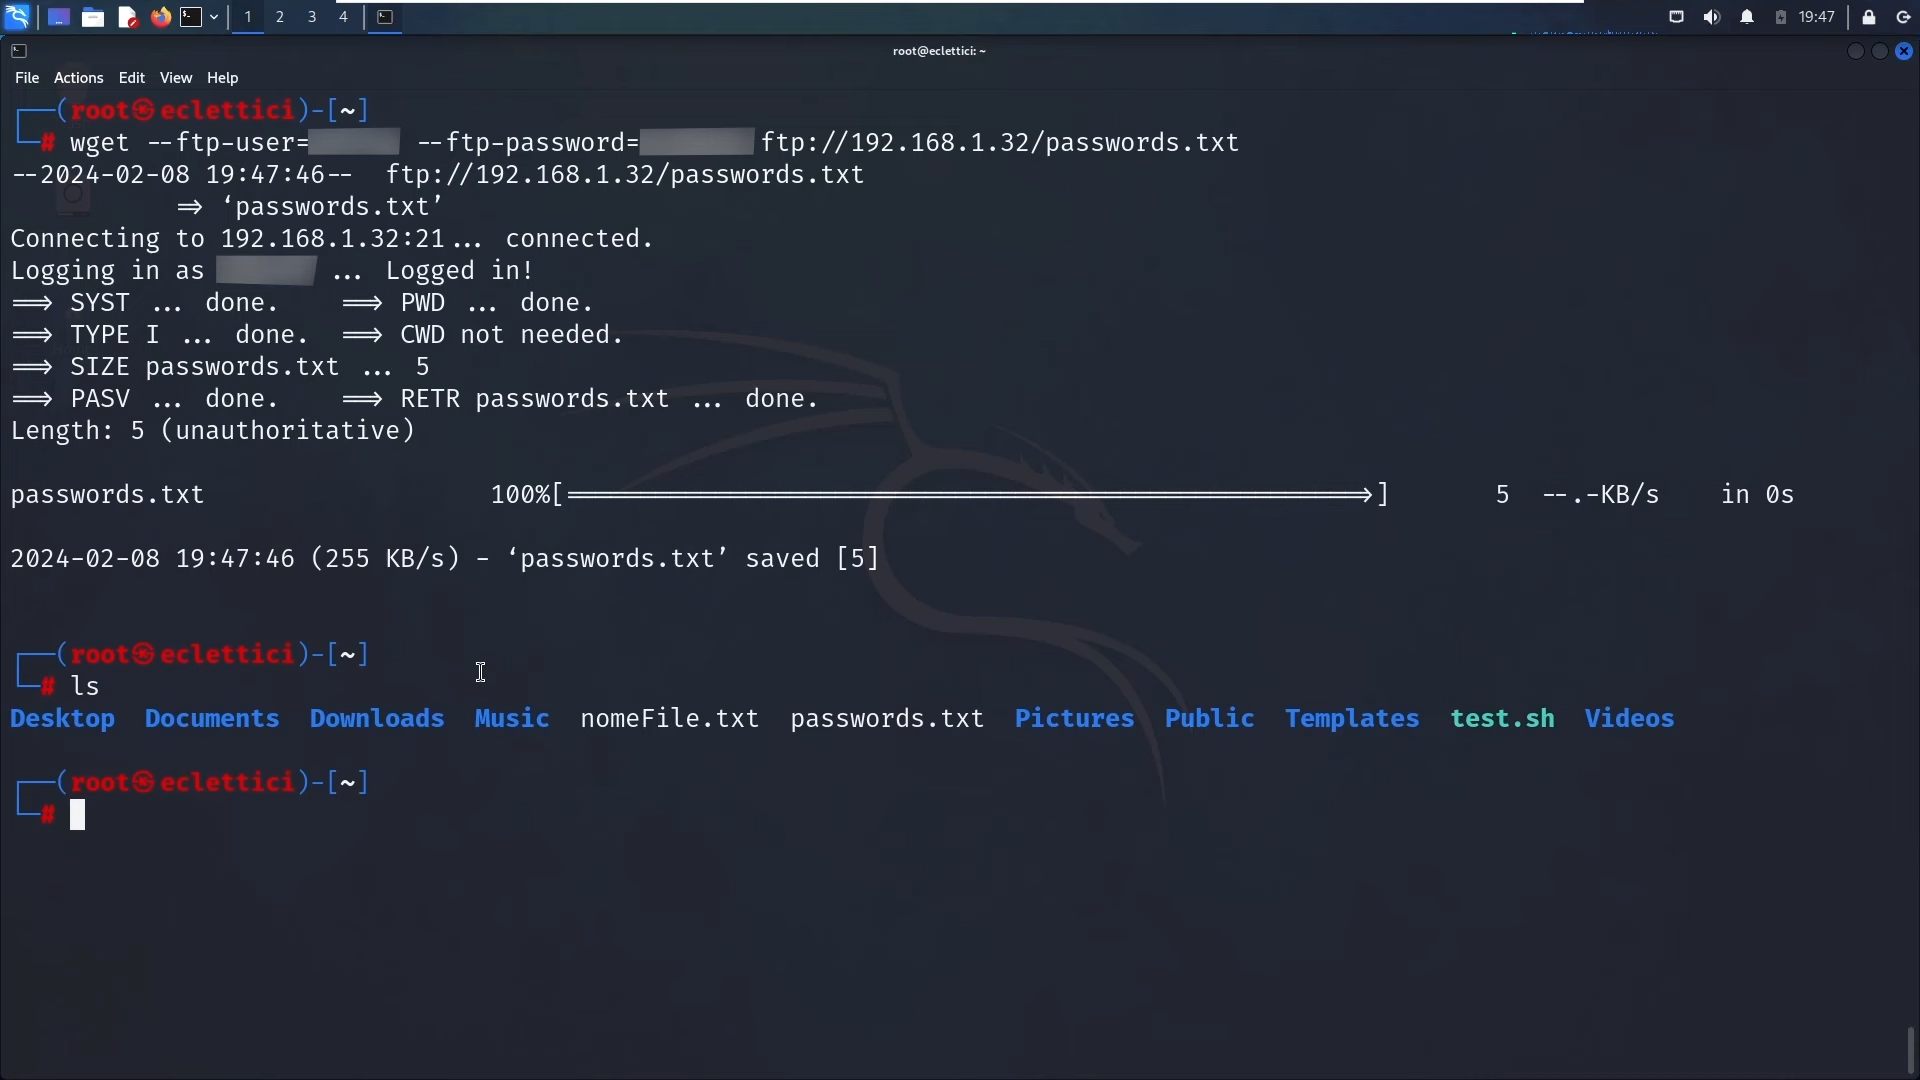 1 2 3 4
19:47
root@eclettici: ~
File Actions Edit View Help
┌──(root㉿eclettici)-[~]
└─# wget --ftp-user= --ftp-password= ftp://192.168.1.32/passwords.txt
--2024-02-08 19:47:46--  ftp://192.168.1.32/passwords.txt
           => ‘passwords.txt’
Connecting to 192.168.1.32:21... connected.
Logging in as ... Logged in!
==> SYST ... done.    ==> PWD ... done.
==> TYPE I ... done.  ==> CWD not needed.
==> SIZE passwords.txt ... 5
==> PASV ... done.    ==> RETR passwords.txt ... done.
Length: 5 (unauthoritative)
passwords.txt 100%[======================================================>] 5 --.-KB/s in 0s
2024-02-08 19:47:46 (255 KB/s) - ‘passwords.txt’ saved [5]
┌──(root㉿eclettici)-[~]
└─# ls
Desktop Documents Downloads Music nomeFile.txt passwords.txt Pictures Public Templates test.sh Videos
┌──(root㉿eclettici)-[~]
└─#